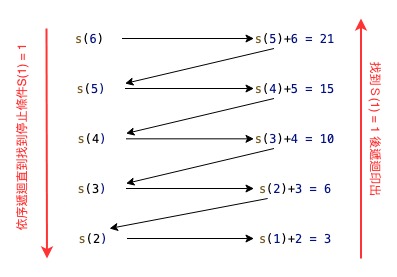 依序遞迴直到找到停止條件S(1) = 1
s(6) s(5)+6 = 21
s(5) s(4)+5 = 15
s(4) s(3)+4 = 10
s(3) s(2)+3 = 6
s(2) s(1)+2 = 3
找到 S (1) = 1 後遞迴印出